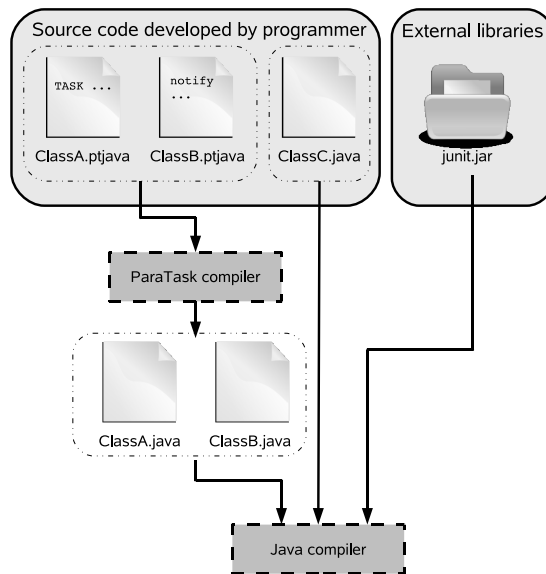 Source code developed by programmer
External libraries
TASK ...
notify
...
ClassA.ptjava
ClassB.ptjava
ClassC.java
junit.jar
ParaTask compiler
ClassA.java
ClassB.java
Java compiler